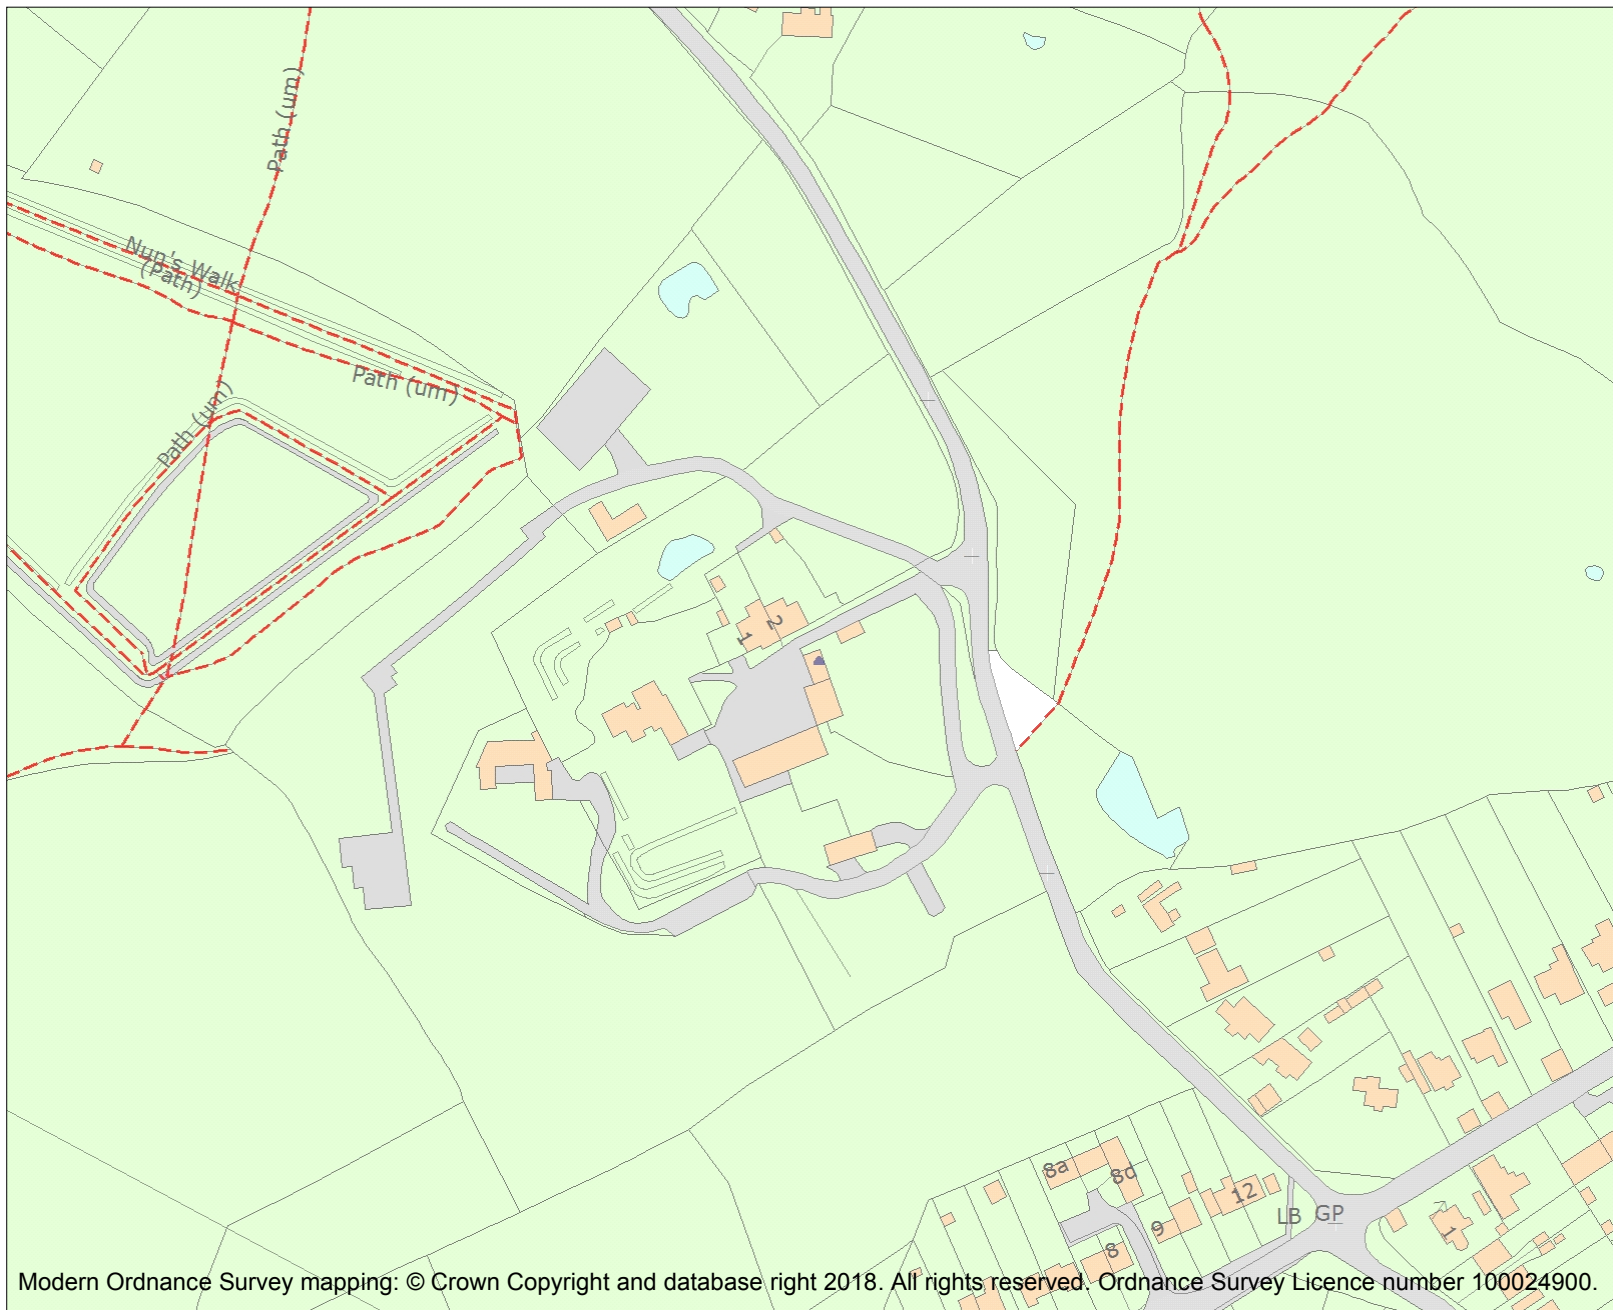 Path (um)
Nun's Walk
(Path)
Path (um)
Path (um)
1
2
8a
8d
12
9
8
LB
GP
1
Modern Ordnance Survey mapping: © Crown Copyright and database right 2018. All rights reserved. Ordnance Survey Licence number 100024900.